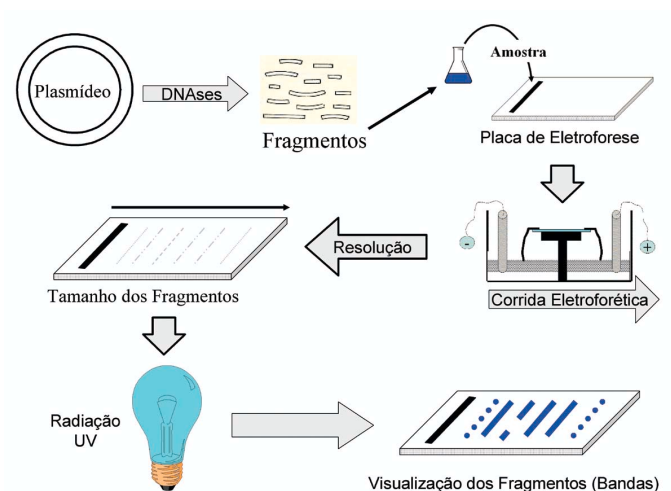 Plasmídeo
DNAses
Fragmentos
Amostra
Placa de Eletroforese
-
+
Corrida Eletroforética
Resolução
Tamanho dos Fragmentos
Radiação
UV
Visualização dos Fragmentos (Bandas)